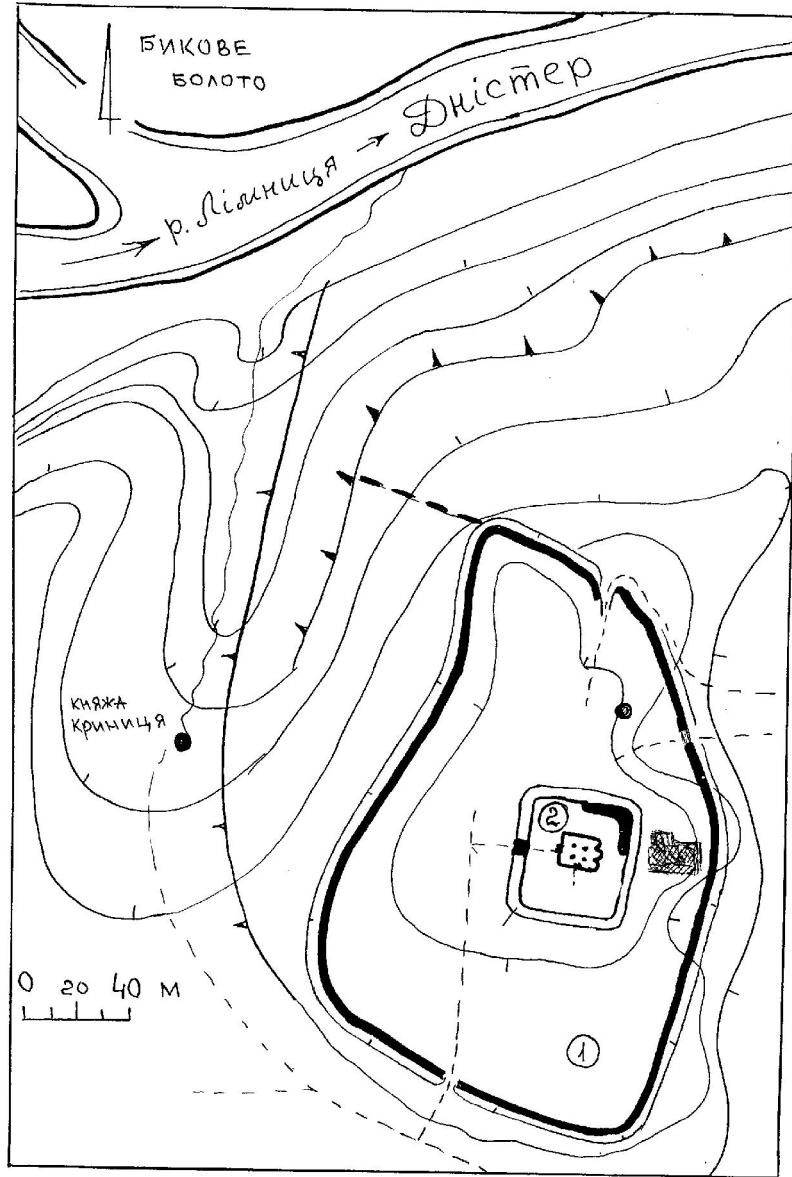 БИКОВЕ
БОЛОТО
р. Лімниця → Дністер
КНЯЖА
КРИНИЦЯ
2
0 20 40 М
1